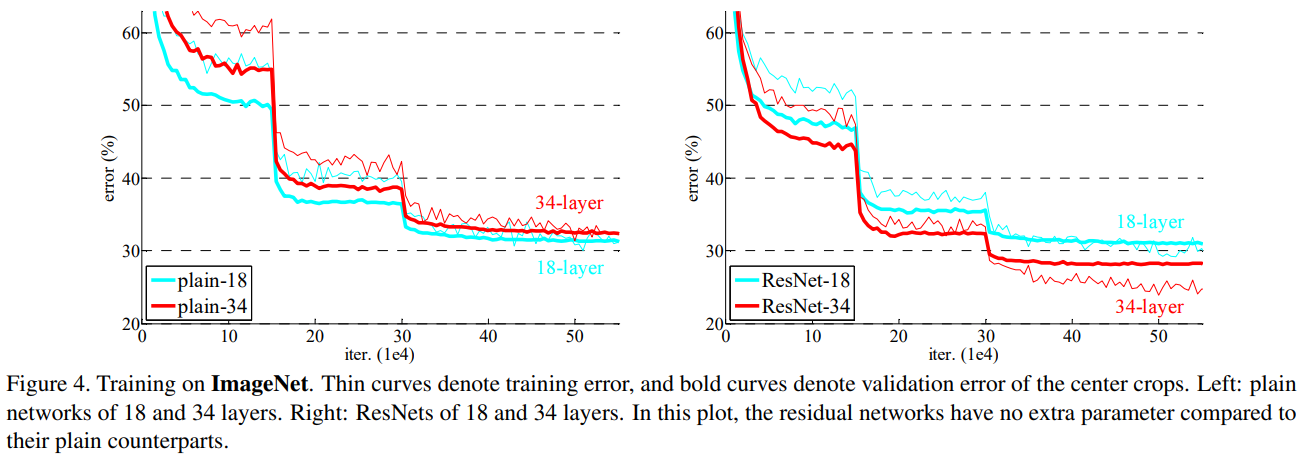 60
50
40
30
20
error (%)
0
10
20
30
40
50
iter. (1e4)
34-layer
18-layer
plain-18
plain-34
60
50
40
30
20
error (%)
0
10
20
30
40
50
iter. (1e4)
18-layer
34-layer
ResNet-18
ResNet-34
Figure 4. Training on ImageNet. Thin curves denote training error, and bold curves denote validation error of the center crops. Left: plain
networks of 18 and 34 layers. Right: ResNets of 18 and 34 layers. In this plot, the residual networks have no extra parameter compared to
their plain counterparts.